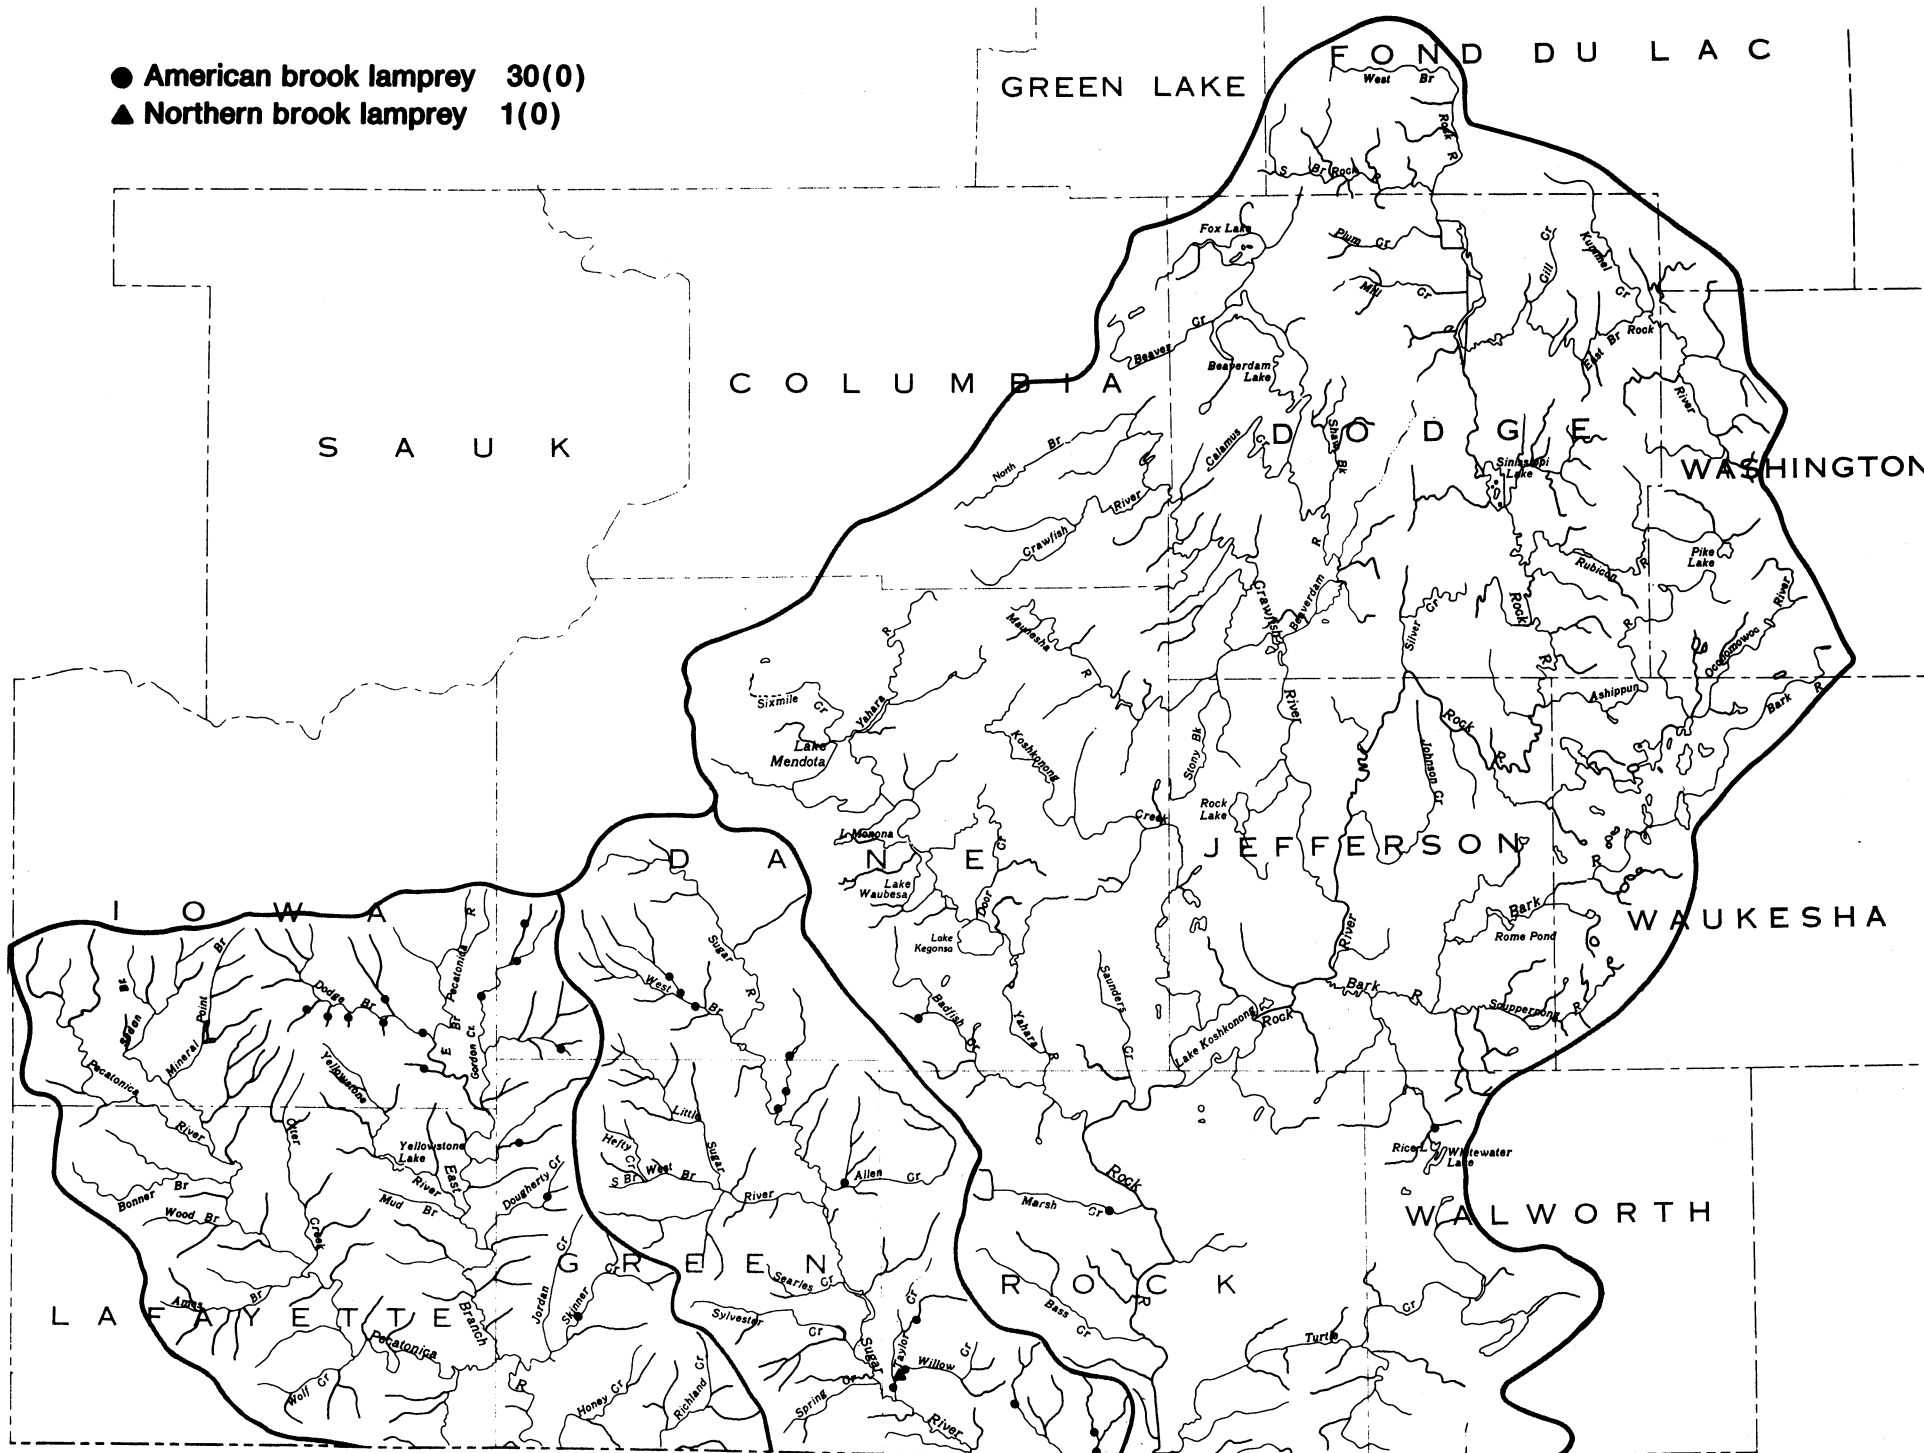 American brook lamprey 30(0)
Northern brook lamprey 1(0)
FOND DU LAC
GREEN LAKE
West Br
Rock R
S Br Rock R
Fox Lake
Plum Cr
Gill Cr
Kummel Cr
Mill Cr
Beaver Cr
East Br Rock
River
Beaverdam
Lake
COLUMBIA
SAUK
DODGE
WASHINGTON
North Br
Calamus Cr
Shaw Bk
Sinissippi
Lake
Crawfish River
Rubicon R
Pike
Lake
Crawfish
Beaverdam R
Silver Cr
Rock R
Oconomowoc River
Maunesha R
Ashippun R
Bark R
Sixmile Cr
Yahara R
Lake
Mendota
Koshkonong
Creek
Stony Bk
River
Johnson Cr
Rock R
Rock
Lake
L Monona
DANE
JEFFERSON
Lake
Waubesa
Door Cr
Lake
Kegonsa
IOWA
WAUKESHA
Bark R
Rome Pond
River
Bark R
Scuppernong R
Sugar R
West Br
Pecatonica R
E Br
Gordon Cr
Dodge Br
Mineral Point Br
Badfish Cr
Yahara R
Saunders Cr
Lake Koshkonong
Rock
Pecatonica
River
Yellowstone
Otter
Creek
Little
Sugar
Hefty Cr
S Br
West Br
River
Allen Cr
Yellowstone
Lake
River
East
Branch
Dougherty Cr
Mud Br
Bonner Br
Wood Br
Rice L
Whitewater
Lake
WALWORTH
Rock
R
Marsh Cr
ROCK
GREEN
LAFAYETTE
Ames Br
Jordan Cr
Skinner Cr
Searles Cr
Sylvester Cr
Sugar
River
Taylor Cr
Willow Cr
Bass Cr
Turtle Cr
Pecatonica
R
Wolf Cr
Honey Cr
Richland Cr
Spring Cr